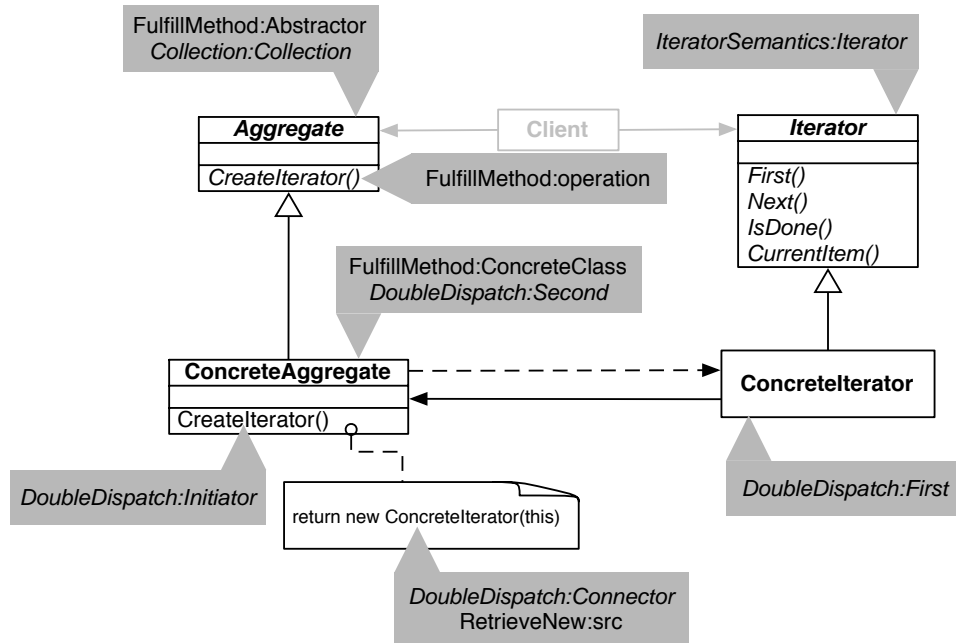 FulfillMethod:Abstractor
Collection:Collection
IteratorSemantics:Iterator
Aggregate
Client
Iterator
CreateIterator()
FulfillMethod:operation
First()
Next()
IsDone()
CurrentItem()
FulfillMethod:ConcreteClass
DoubleDispatch:Second
ConcreteAggregate
ConcreteIterator
CreateIterator()
DoubleDispatch:Initiator
DoubleDispatch:First
return new ConcreteIterator(this)
DoubleDispatch:Connector
RetrieveNew:src